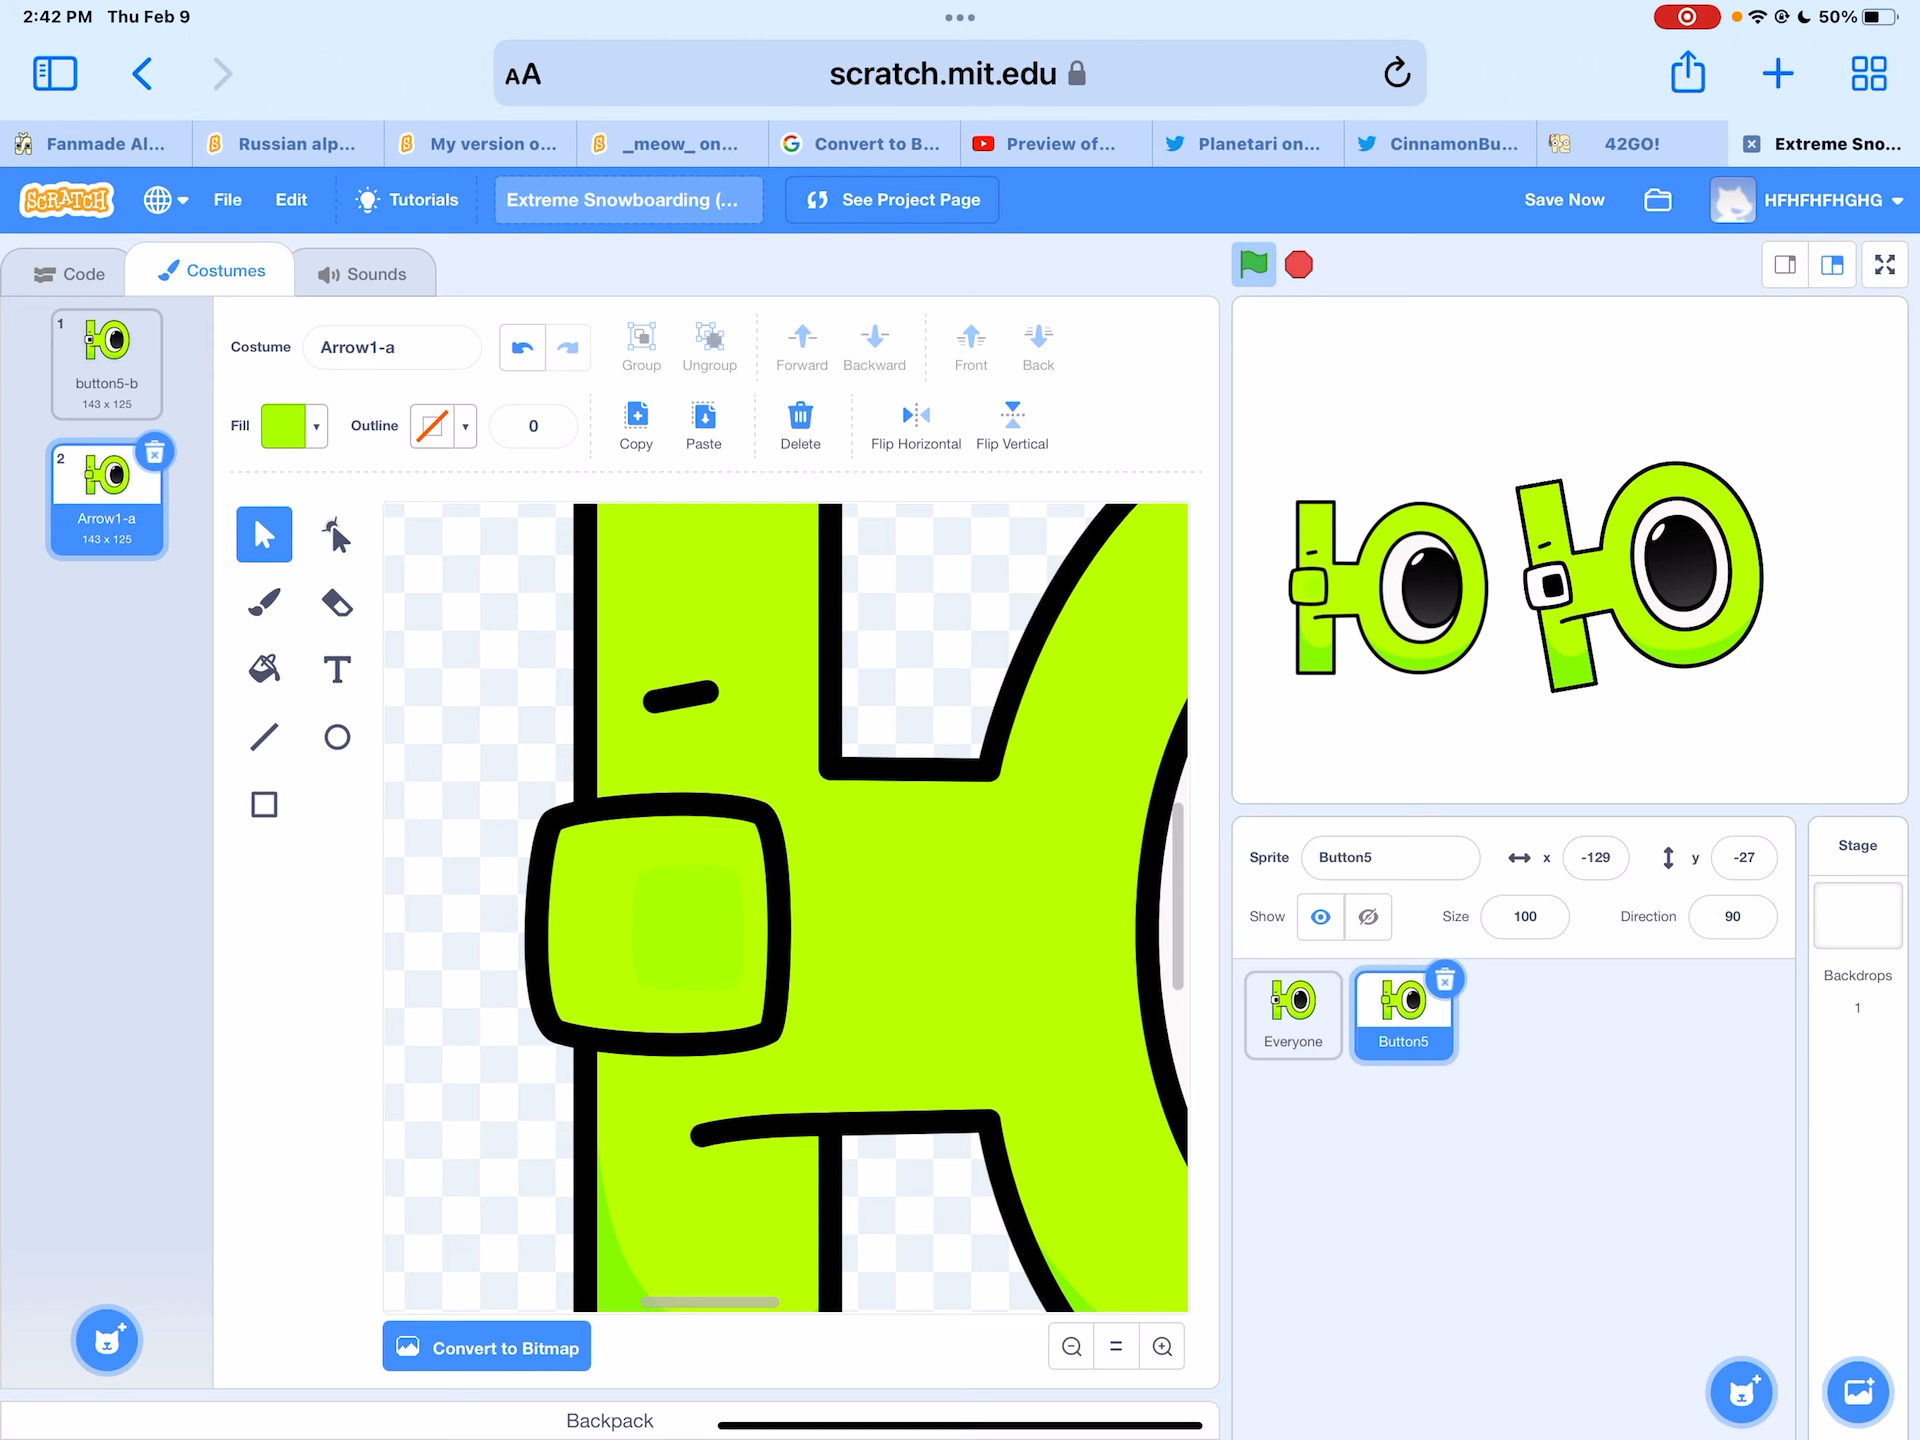 2:42 PM Thu Feb 9
50%
AA scratch.mit.edu
Fanmade Al... Russian alp... My version o... _meow_ on... Convert to B... Preview of... Planetari on... CinnamonBu... 42GO! Extreme Sno...
SCRATCH File Edit Tutorials Extreme Snowboarding (... See Project Page Save Now HFHFHFHGHG
Code Costumes Sounds
1
button5-b
143 x 125
2
Arrow1-a
143 x 125
Costume Arrow1-a
Group Ungroup Forward Backward Front Back
Fill Outline 0
Copy Paste Delete Flip Horizontal Flip Vertical
T
Ю Ю
Convert to Bitmap
=
Backpack
Sprite Button5 x -129 y -27
Show Size 100 Direction 90
Everyone
Button5
Stage
Backdrops
1